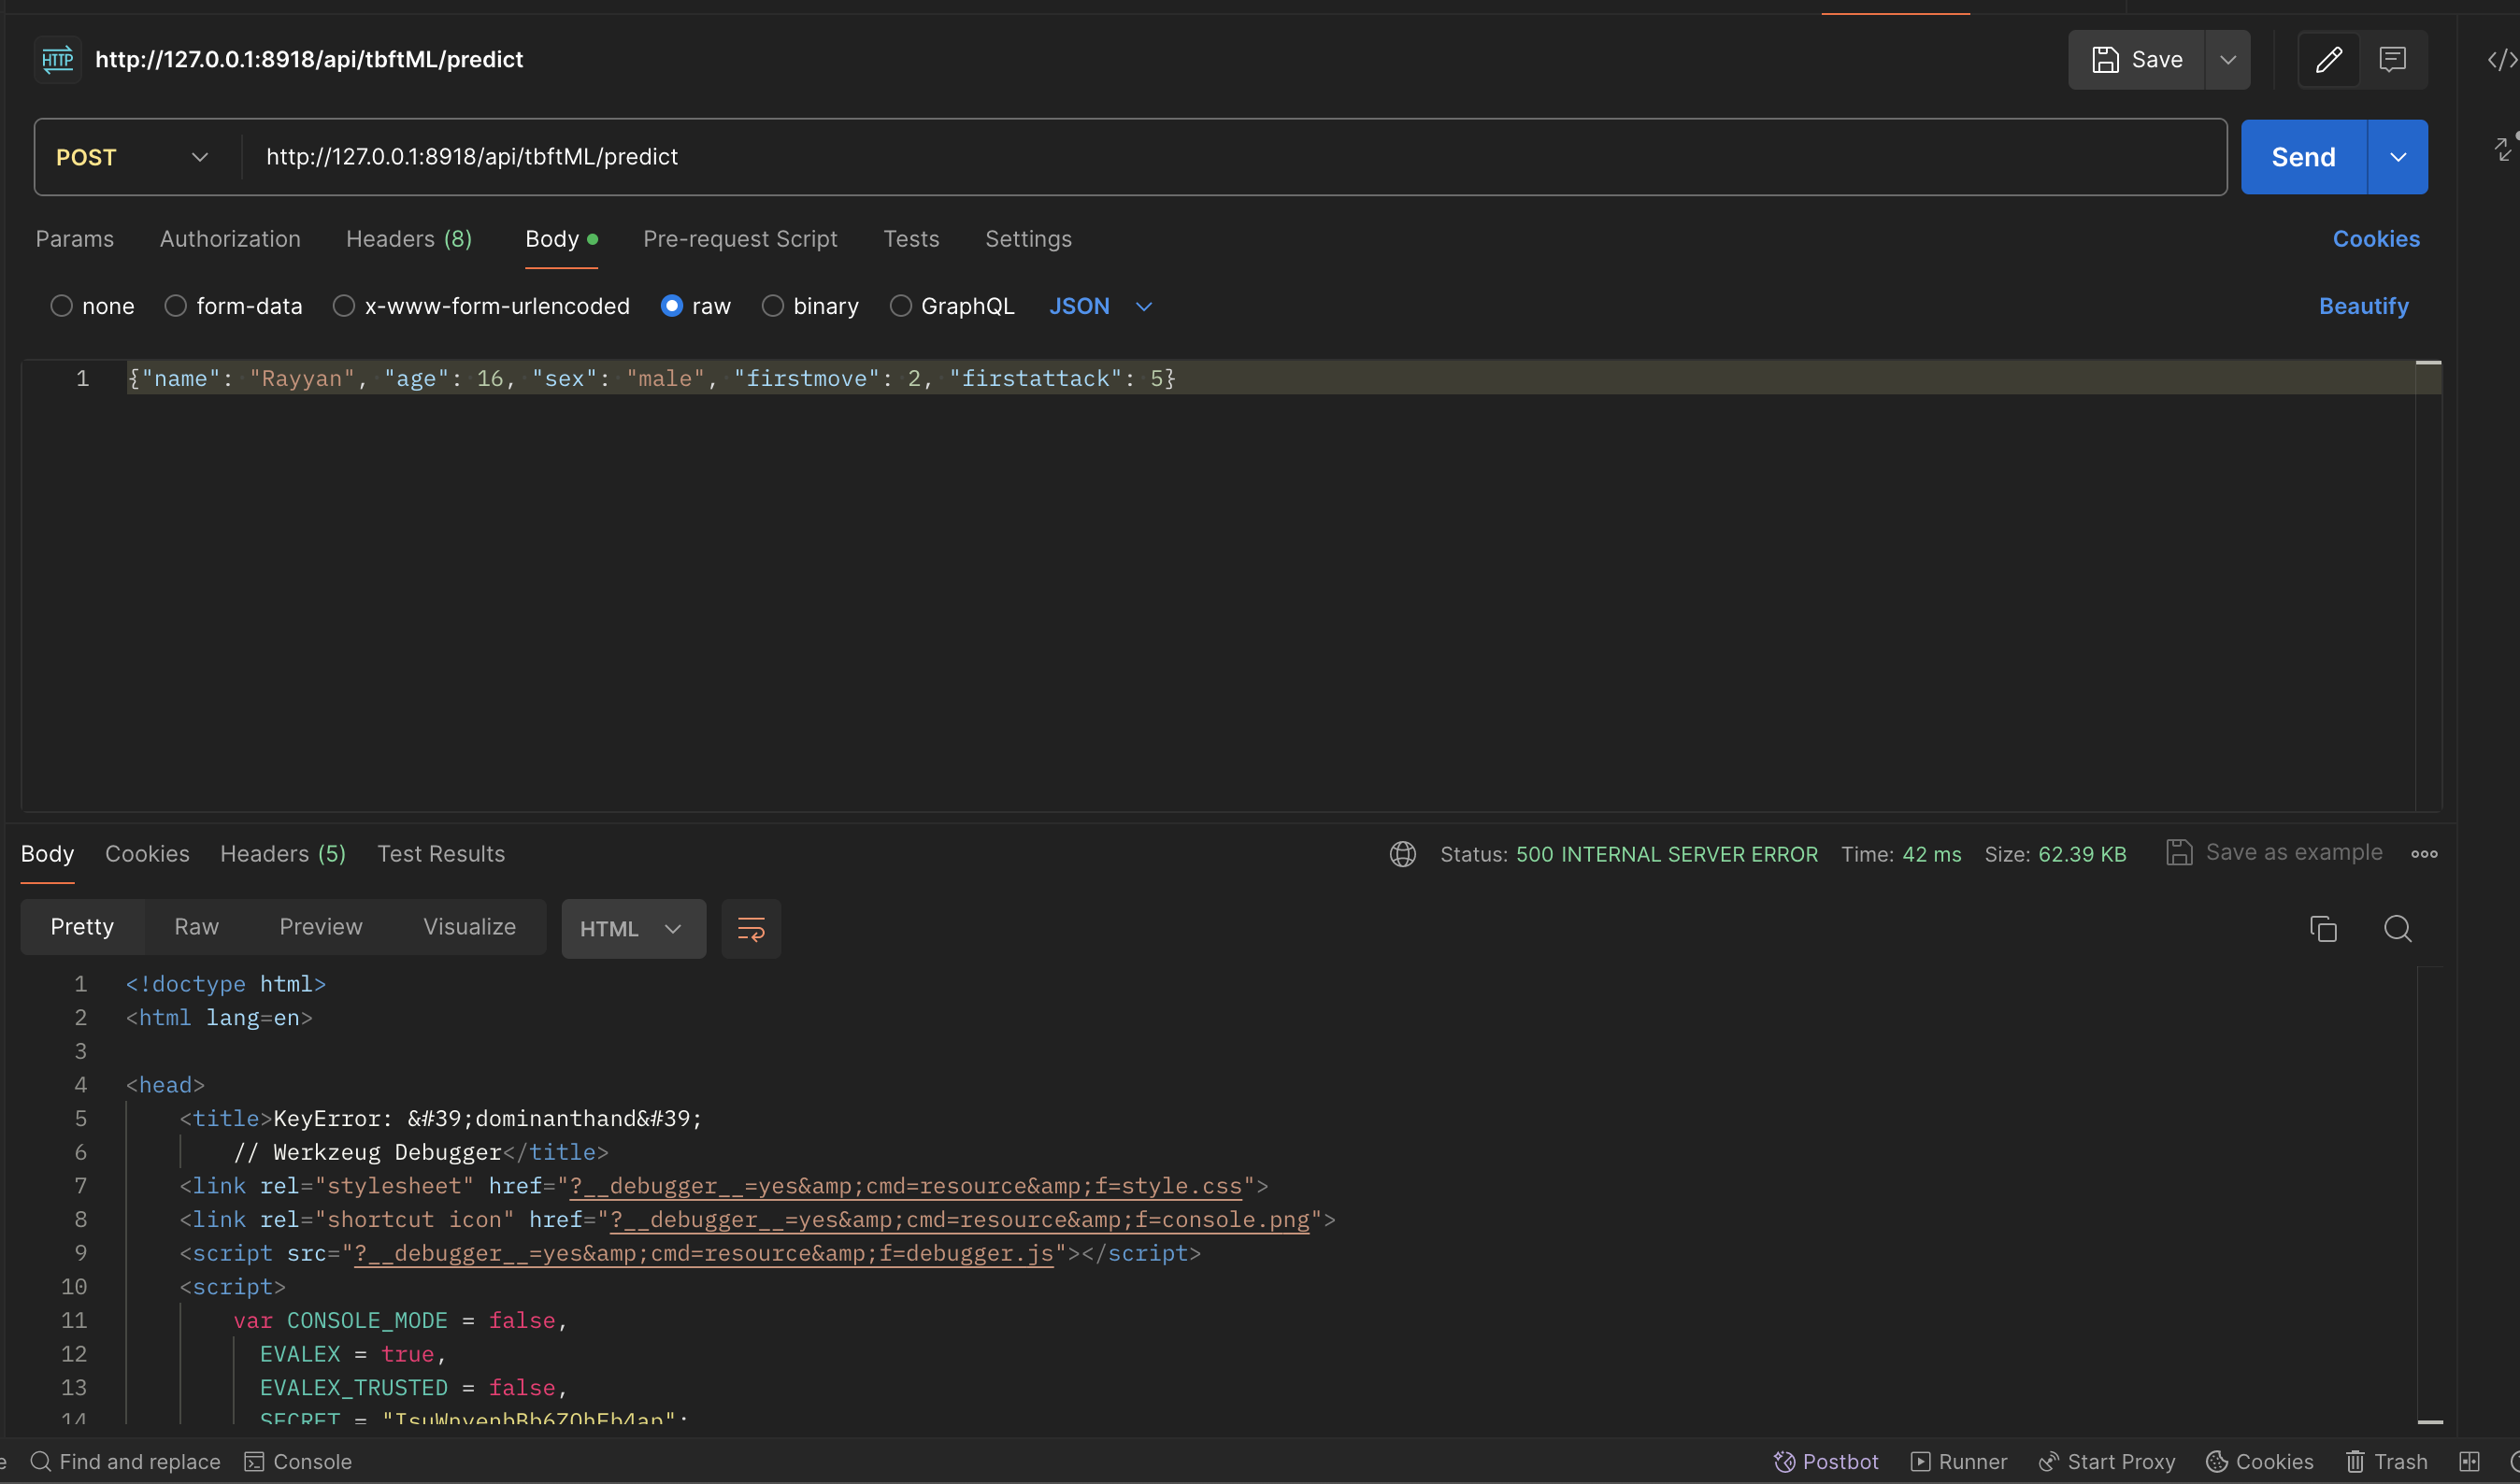 HTTP http://127.0.0.1:8918/api/tbftML/predict Save
POST http://127.0.0.1:8918/api/tbftML/predict Send
Params Authorization Headers (8) Body Pre-request Script Tests Settings Cookies
none form-data x-www-form-urlencoded raw binary GraphQL JSON Beautify
1 {"name": "Rayyan", "age": 16, "sex": "male", "firstmove": 2, "firstattack": 5}
Body Cookies Headers (5) Test Results Status: 500 INTERNAL SERVER ERROR Time: 42 ms Size: 62.39 KB Save as example
Pretty Raw Preview Visualize HTML
1 <!doctype html>
2 <html lang=en>
3
4 <head>
5 <title>KeyError: &#39;dominanthand&#39;
6 // Werkzeug Debugger</title>
7 <link rel="stylesheet" href="?__debugger__=yes&amp;cmd=resource&amp;f=style.css">
8 <link rel="shortcut icon" href="?__debugger__=yes&amp;cmd=resource&amp;f=console.png">
9 <script src="?__debugger__=yes&amp;cmd=resource&amp;f=debugger.js"></script>
10 <script>
11 var CONSOLE_MODE = false,
12 EVALEX = true,
13 EVALEX_TRUSTED = false,
14 SECRET =
Find and replace Console Postbot Runner Start Proxy Cookies Trash